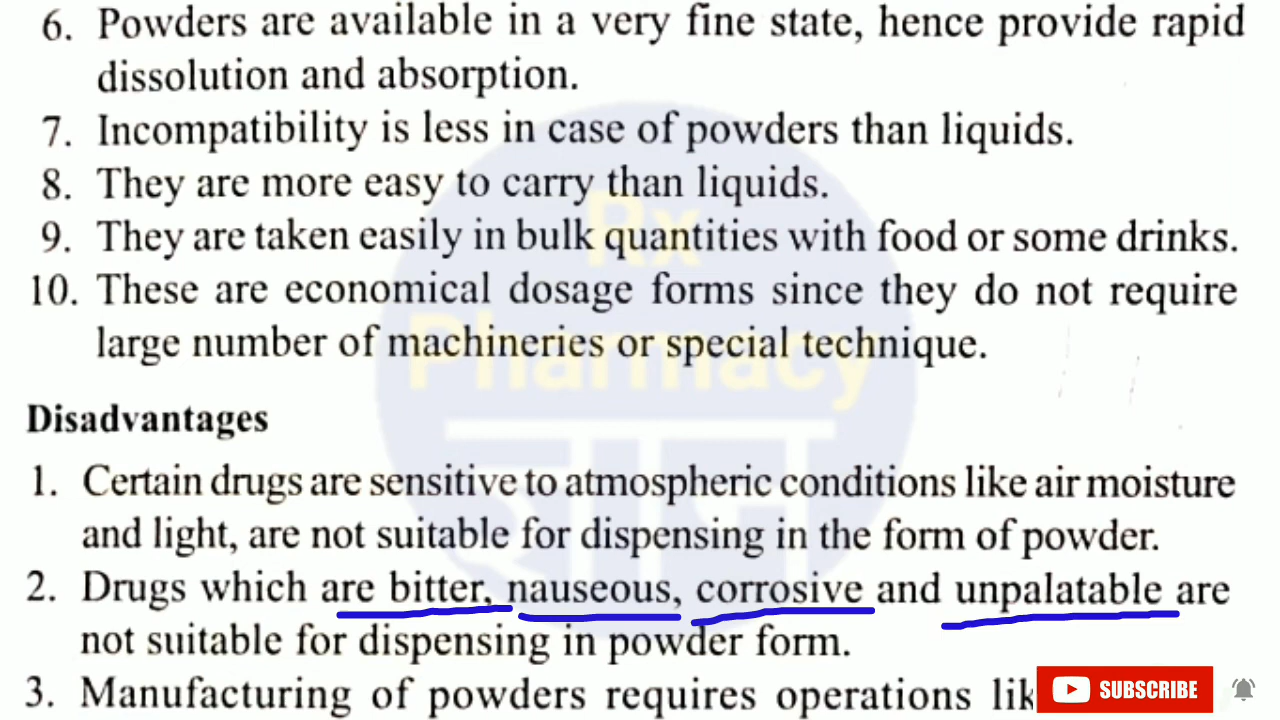 6. Powders are available in a very fine state, hence provide rapid
dissolution and absorption.
7. Incompatibility is less in case of powders than liquids.
8. They are more easy to carry than liquids.
9. They are taken easily in bulk quantities with food or some drinks.
10. These are economical dosage forms since they do not require
large number of machineries or special technique.
Rx
Pharmacy
ज्ञान
Disadvantages
1. Certain drugs are sensitive to atmospheric conditions like air moisture
and light, are not suitable for dispensing in the form of powder.
2. Drugs which are bitter, nauseous, corrosive and unpalatable are
not suitable for dispensing in powder form.
3. Manufacturing of powders requires operations
SUBSCRIBE